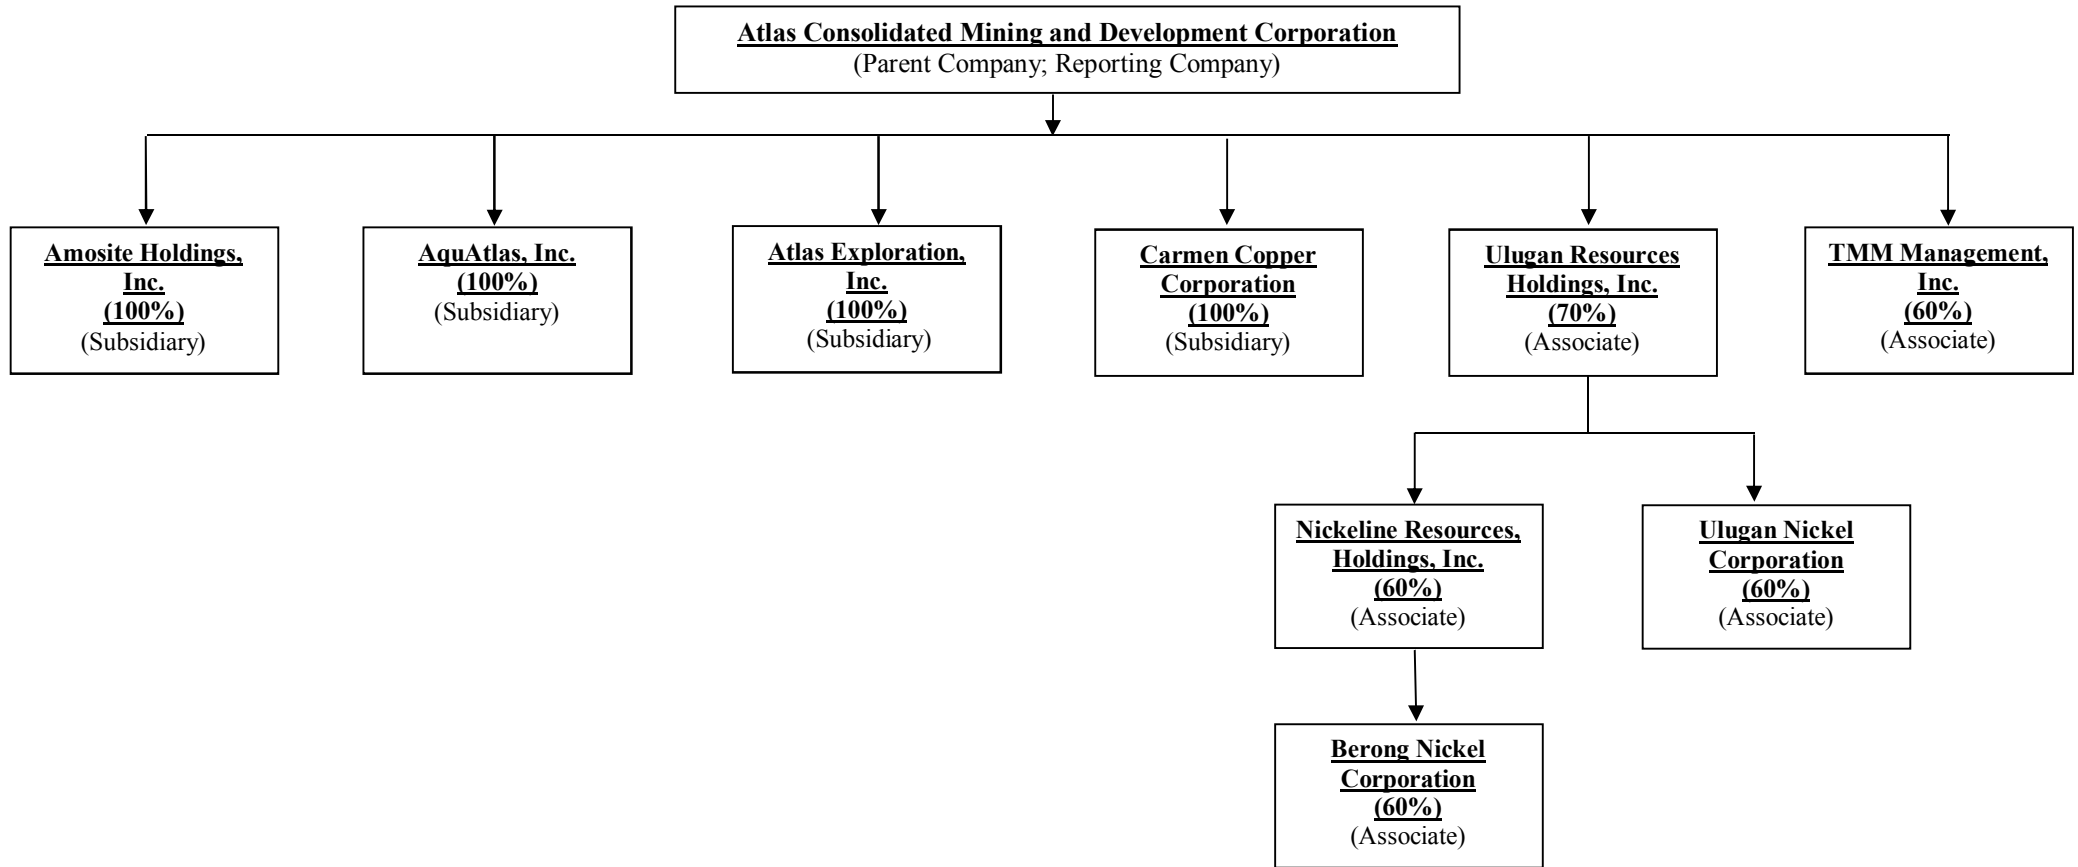 Atlas Consolidated Mining and Development Corporation
(Parent Company; Reporting Company)
Amosite Holdings,
Inc.
(100%)
(Subsidiary)
AquAtlas, Inc.
(100%)
(Subsidiary)
Atlas Exploration,
Inc.
(100%)
(Subsidiary)
Carmen Copper
Corporation
(100%)
(Subsidiary)
Ulugan Resources
Holdings, Inc.
(70%)
(Associate)
TMM Management,
Inc.
(60%)
(Associate)
Nickeline Resources,
Holdings, Inc.
(60%)
(Associate)
Ulugan Nickel
Corporation
(60%)
(Associate)
Berong Nickel
Corporation
(60%)
(Associate)